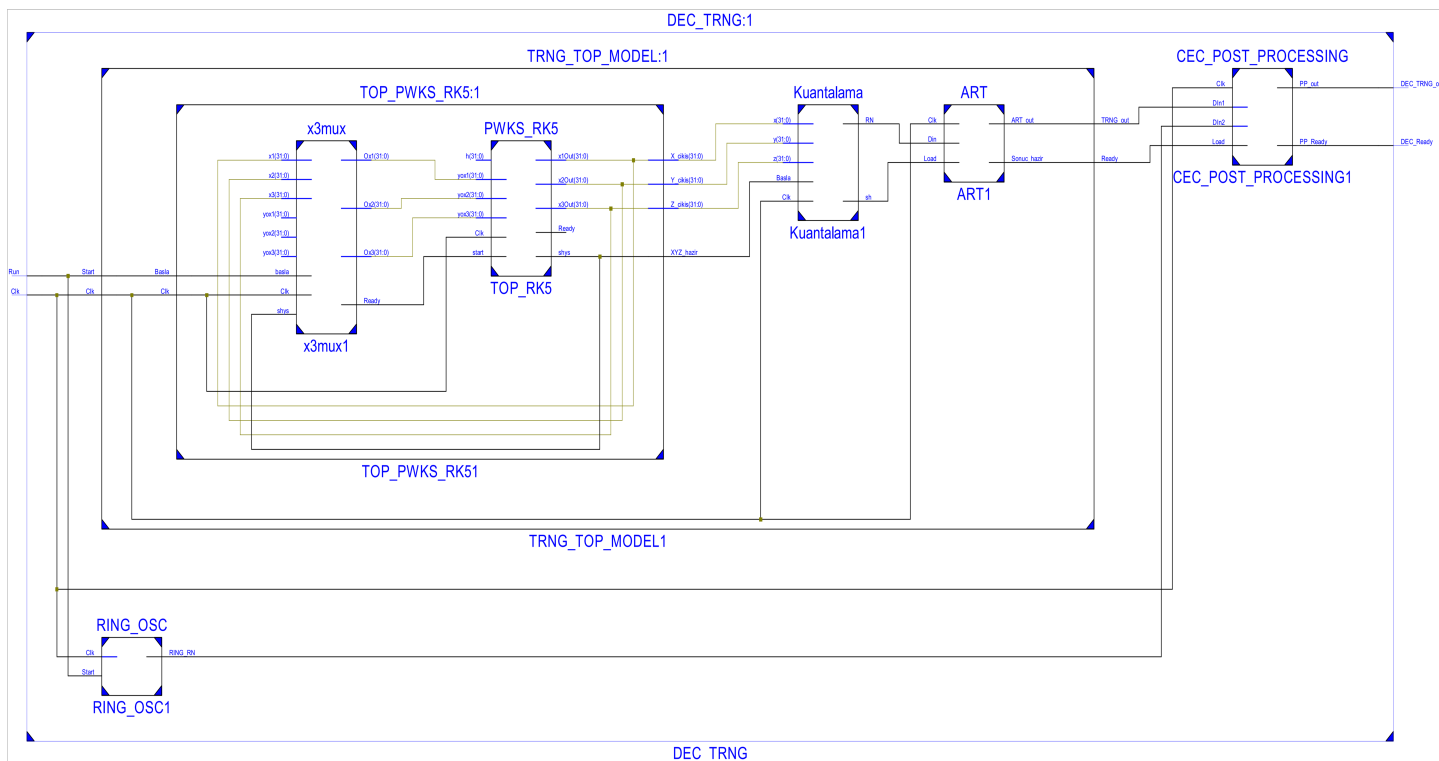 DEC_TRNG:1
TRNG_TOP_MODEL:1
CEC_POST_PROCESSING
TOP_PWKS_RK5:1
Kuantalama
ART
x3mux
PWKS_RK5
Clk
PP_out
DEC_TRNG_o
DIn1
DIn2
Load
PP_Ready
DEC_Ready
CEC_POST_PROCESSING1
x(31:0)
y(31:0)
z(31:0)
Basla
Clk
RN
sh
Kuantalama1
Clk
Din
Load
ART_out
Sonuc_hazir
ART1
TRNG_out
Ready
x1(31:0)
x2(31:0)
x3(31:0)
yox1(31:0)
yox2(31:0)
yox3(31:0)
basla
Clk
shys
Ox1(31:0)
Ox2(31:0)
Ox3(31:0)
Ready
x3mux1
h(31:0)
yox1(31:0)
yox2(31:0)
yox3(31:0)
Clk
start
x1Out(31:0)
x2Out(31:0)
x3Out(31:0)
Ready
shys
TOP_RK5
X_cikis(31:0)
Y_cikis(31:0)
Z_cikis(31:0)
XYZ_hazir
Run
Start
Basla
Clk
Clk
Clk
TOP_PWKS_RK51
TRNG_TOP_MODEL1
RING_OSC
Clk
Start
RING_RN
RING_OSC1
DEC_TRNG